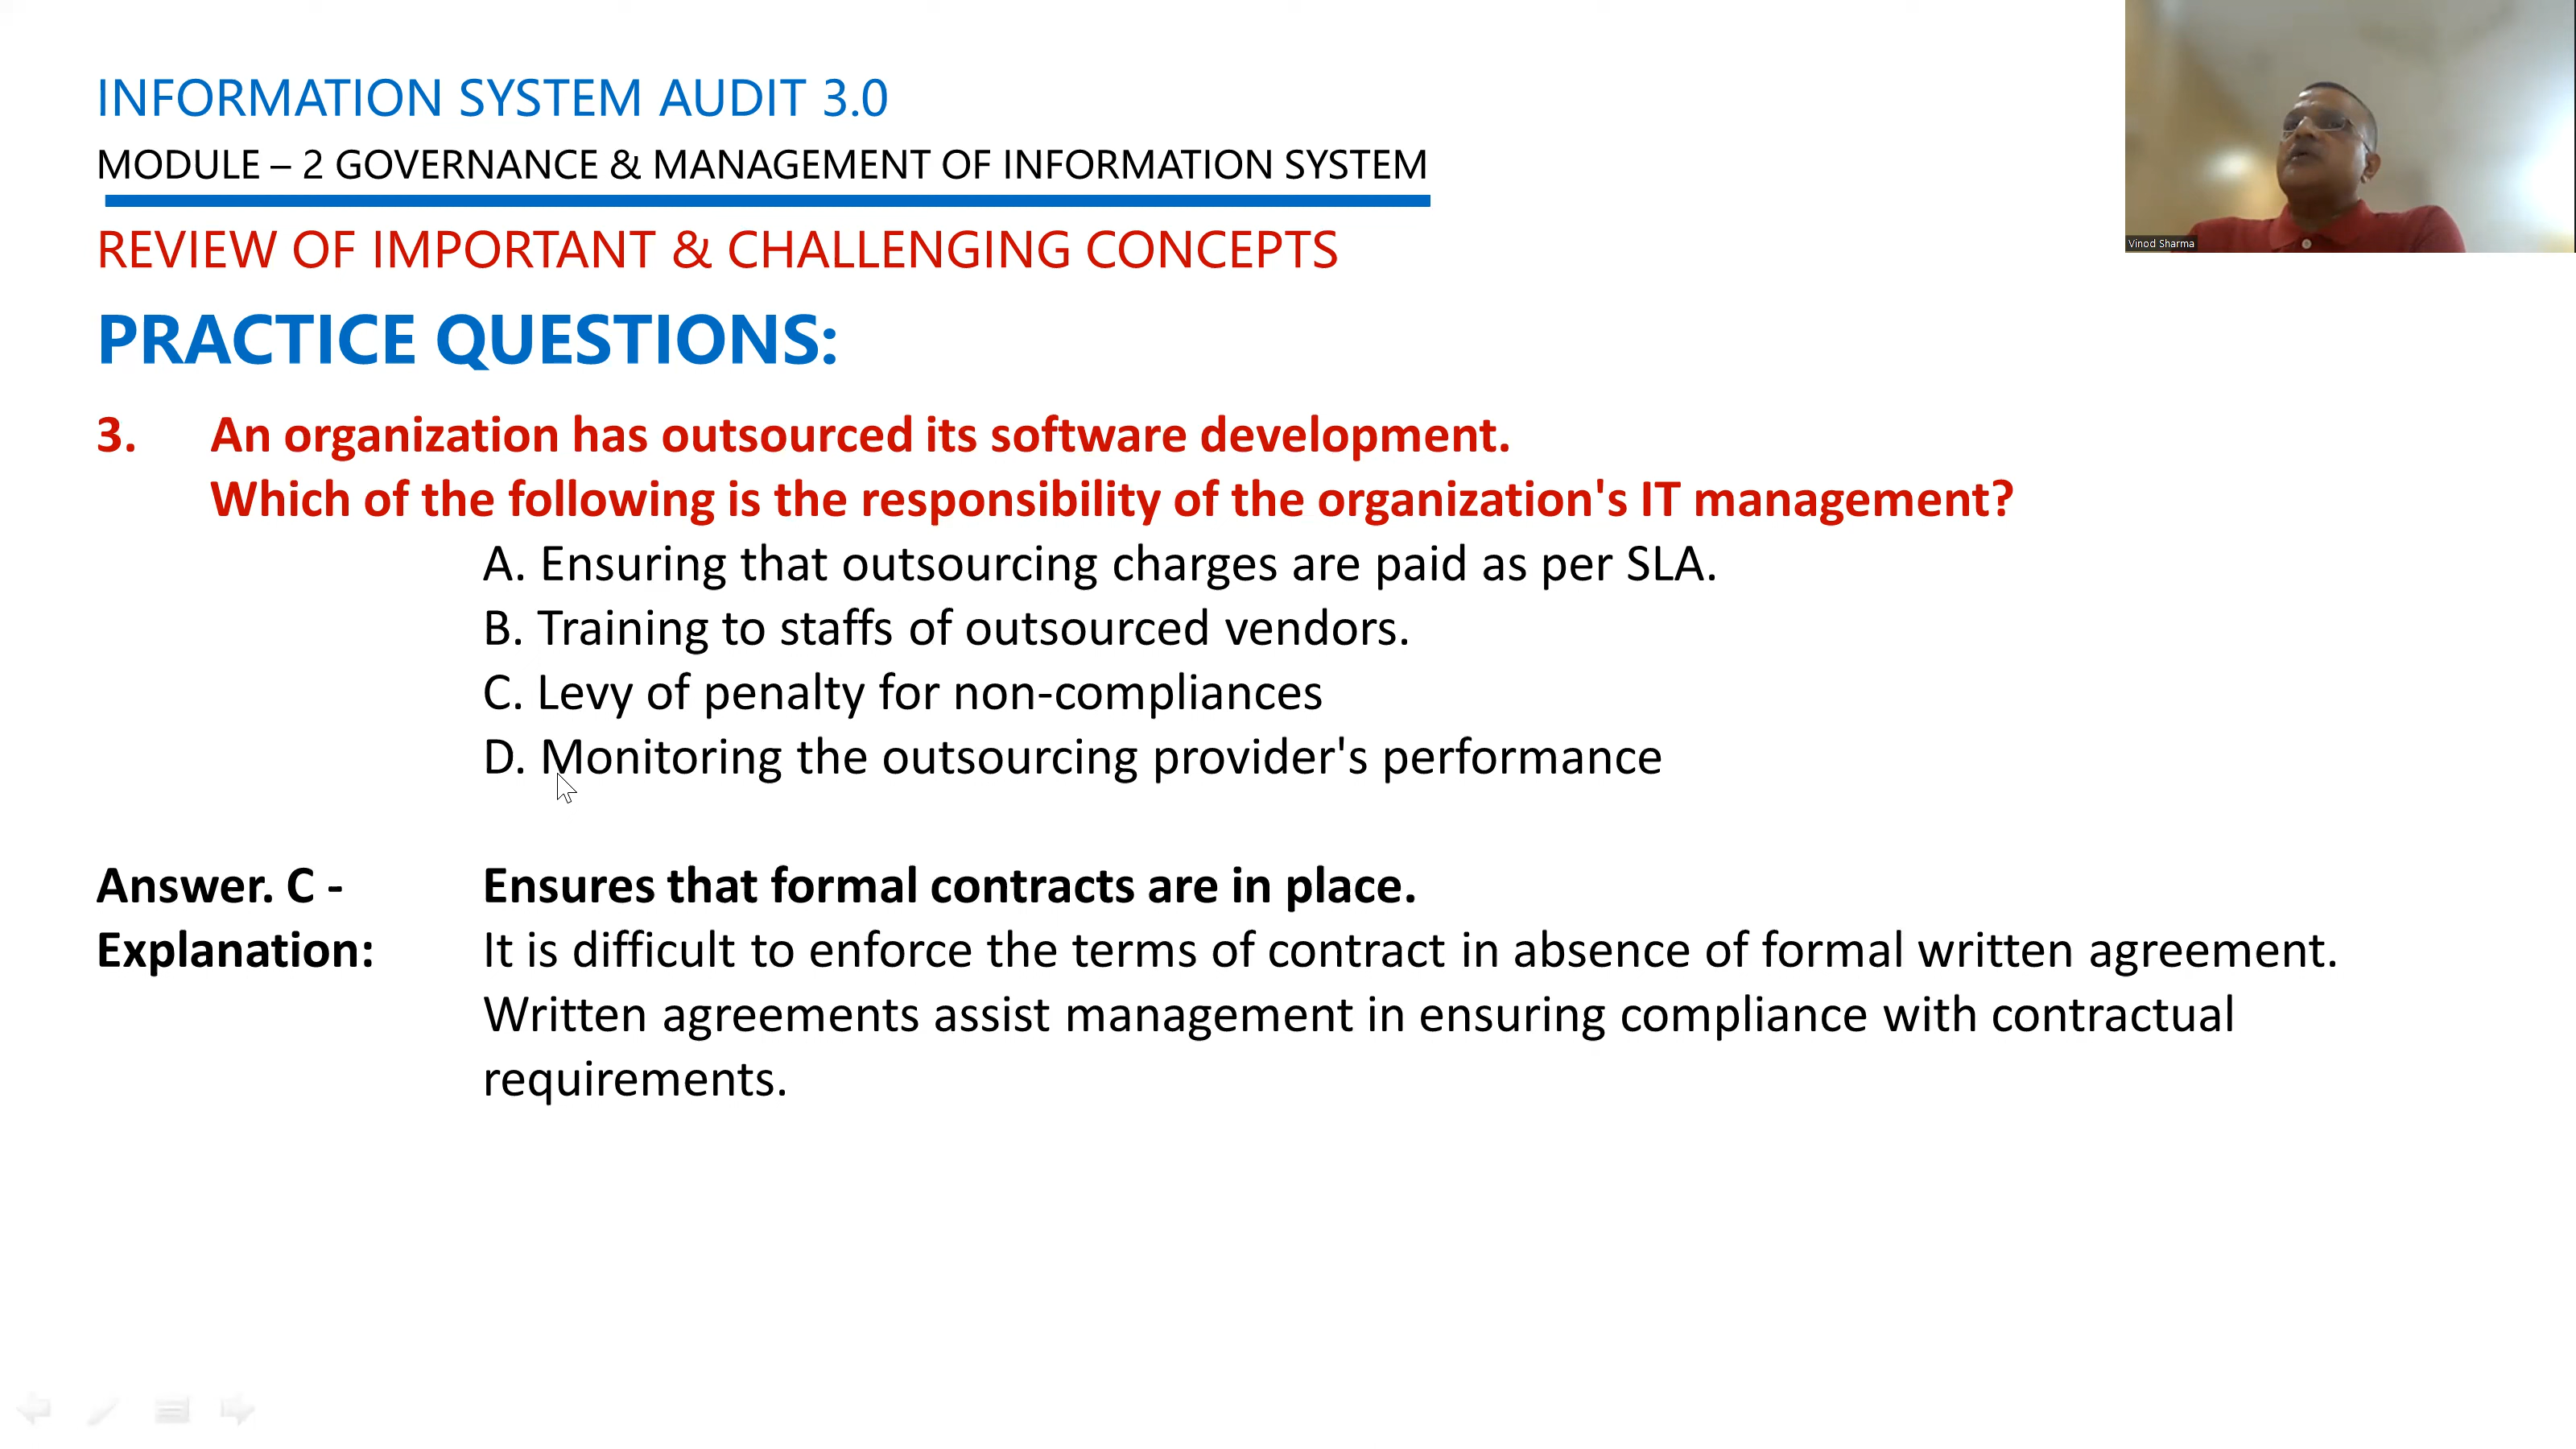 INFORMATION SYSTEM AUDIT 3.0
MODULE – 2 GOVERNANCE & MANAGEMENT OF INFORMATION SYSTEM
REVIEW OF IMPORTANT & CHALLENGING CONCEPTS
PRACTICE QUESTIONS:
3. An organization has outsourced its software development.
Which of the following is the responsibility of the organization's IT management?
A. Ensuring that outsourcing charges are paid as per SLA.
B. Training to staffs of outsourced vendors.
C. Levy of penalty for non-compliances
D. Monitoring the outsourcing provider's performance
Answer. C - Ensures that formal contracts are in place.
Explanation: It is difficult to enforce the terms of contract in absence of formal written agreement.
Written agreements assist management in ensuring compliance with contractual
requirements.
Vinod Sharma